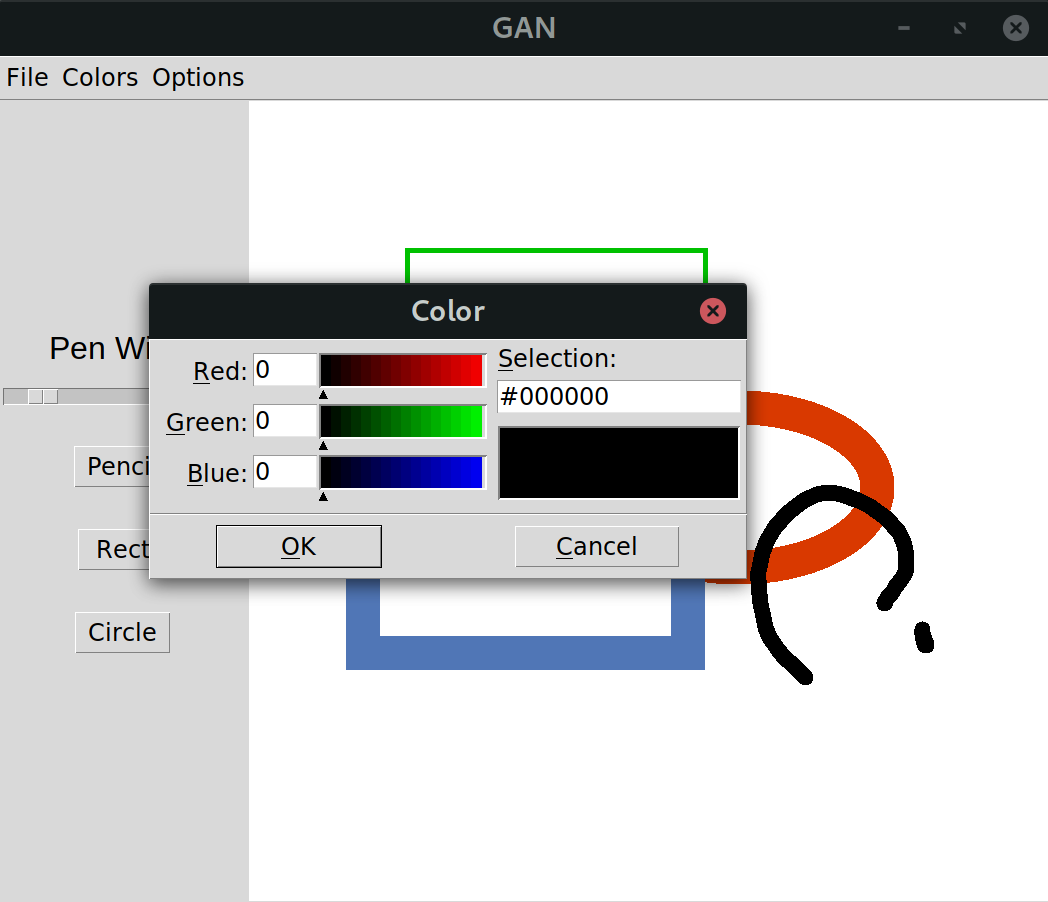 GAN
File Colors Options
Color
Pen Wi
Red: 0
Selection:
#000000
Green: 0
Penci
Blue: 0
Rect
OK
Cancel
Circle